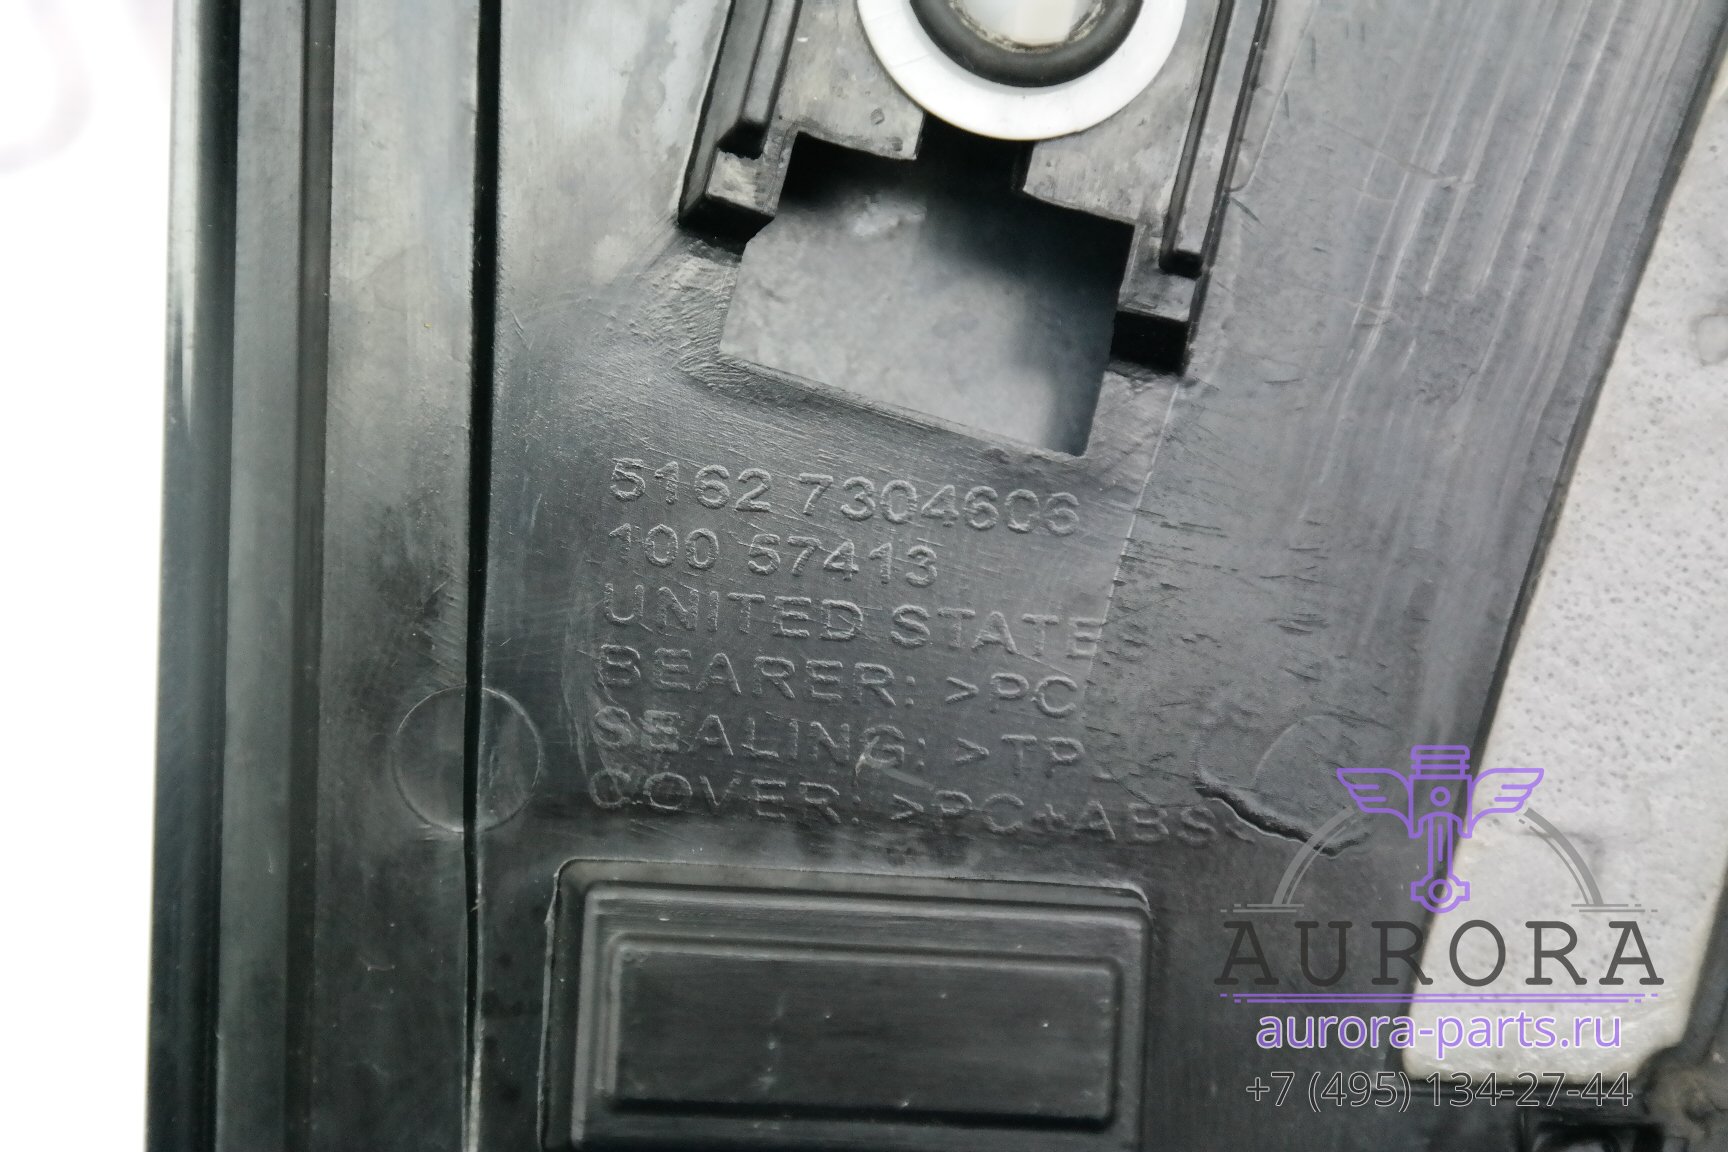 5162 7304606
100 57413
UNITED STATES
BEARER: >PC
SEALING: >TP
COVER: >PC+ABS<
AURORA
aurora-parts.ru
+7 (495) 134-27-44